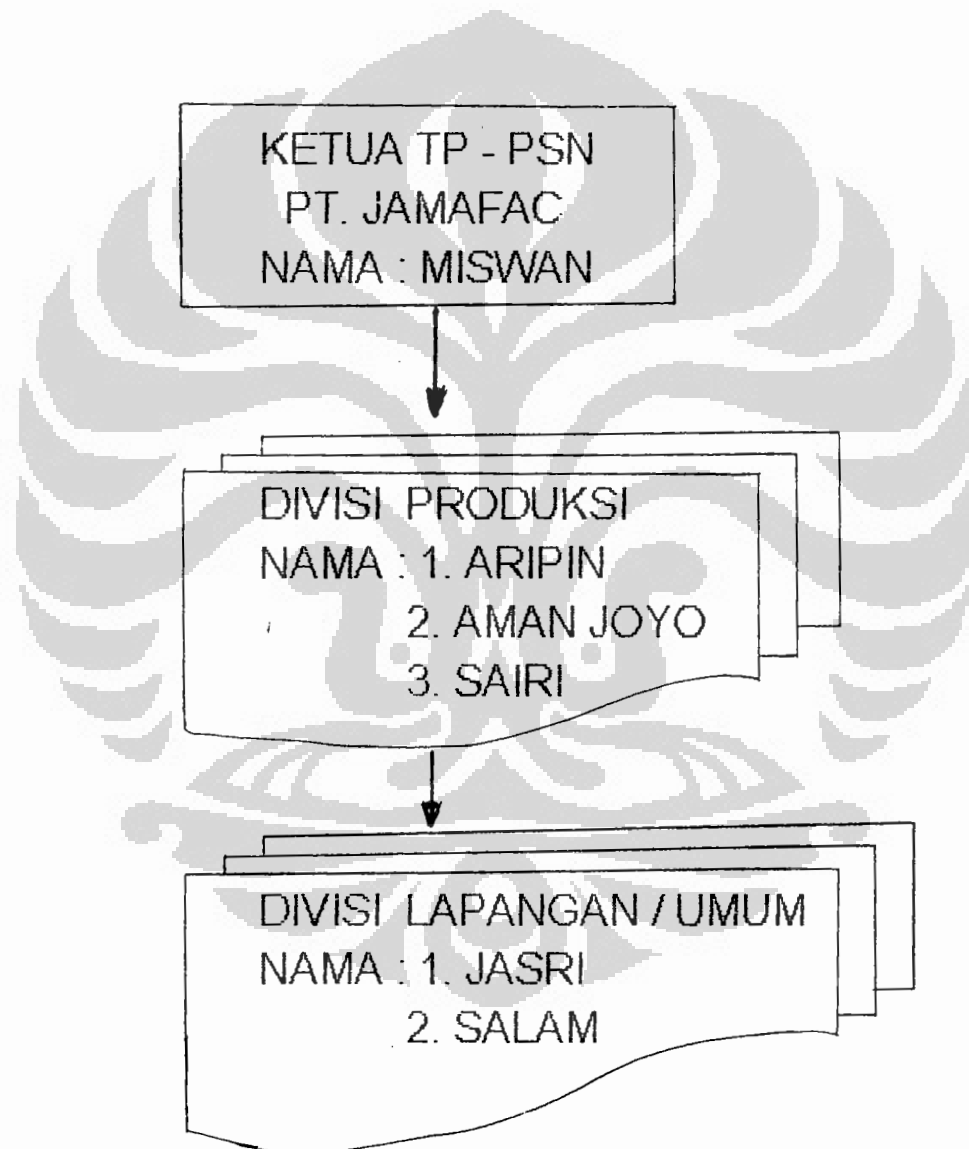 KETUA TP - PSN
PT. JAMAFAC
NAMA : MISWAN
DIVISI PRODUKSI
NAMA : 1. ARIPIN
2. AMAN JOYO
3. SAIRI
DIVISI LAPANGAN / UMUM
NAMA : 1. JASRI
2. SALAM